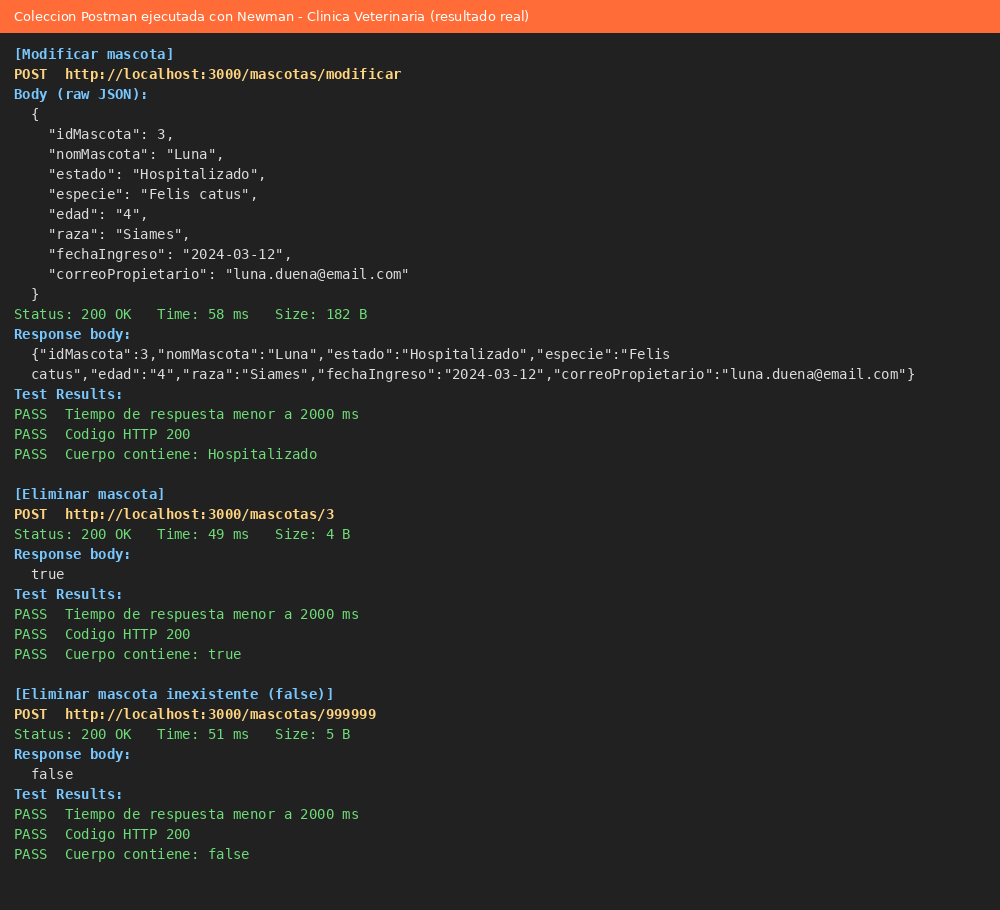 Coleccion Postman ejecutada con Newman - Clinica Veterinaria (resultado real)
[Modificar mascota]
POST  http://localhost:3000/mascotas/modificar
Body (raw JSON):
  {
    "idMascota": 3,
    "nomMascota": "Luna",
    "estado": "Hospitalizado",
    "especie": "Felis catus",
    "edad": "4",
    "raza": "Siames",
    "fechaIngreso": "2024-03-12",
    "correoPropietario": "luna.duena@email.com"
  }
Status: 200 OK   Time: 58 ms   Size: 182 B
Response body:
  {"idMascota":3,"nomMascota":"Luna","estado":"Hospitalizado","especie":"Felis
  catus","edad":"4","raza":"Siames","fechaIngreso":"2024-03-12","correoPropietario":"luna.duena@email.com"}
Test Results:
PASS  Tiempo de respuesta menor a 2000 ms
PASS  Codigo HTTP 200
PASS  Cuerpo contiene: Hospitalizado
[Eliminar mascota]
POST  http://localhost:3000/mascotas/3
Status: 200 OK   Time: 49 ms   Size: 4 B
Response body:
  true
Test Results:
PASS  Tiempo de respuesta menor a 2000 ms
PASS  Codigo HTTP 200
PASS  Cuerpo contiene: true
[Eliminar mascota inexistente (false)]
POST  http://localhost:3000/mascotas/999999
Status: 200 OK   Time: 51 ms   Size: 5 B
Response body:
  false
Test Results:
PASS  Tiempo de respuesta menor a 2000 ms
PASS  Codigo HTTP 200
PASS  Cuerpo contiene: false